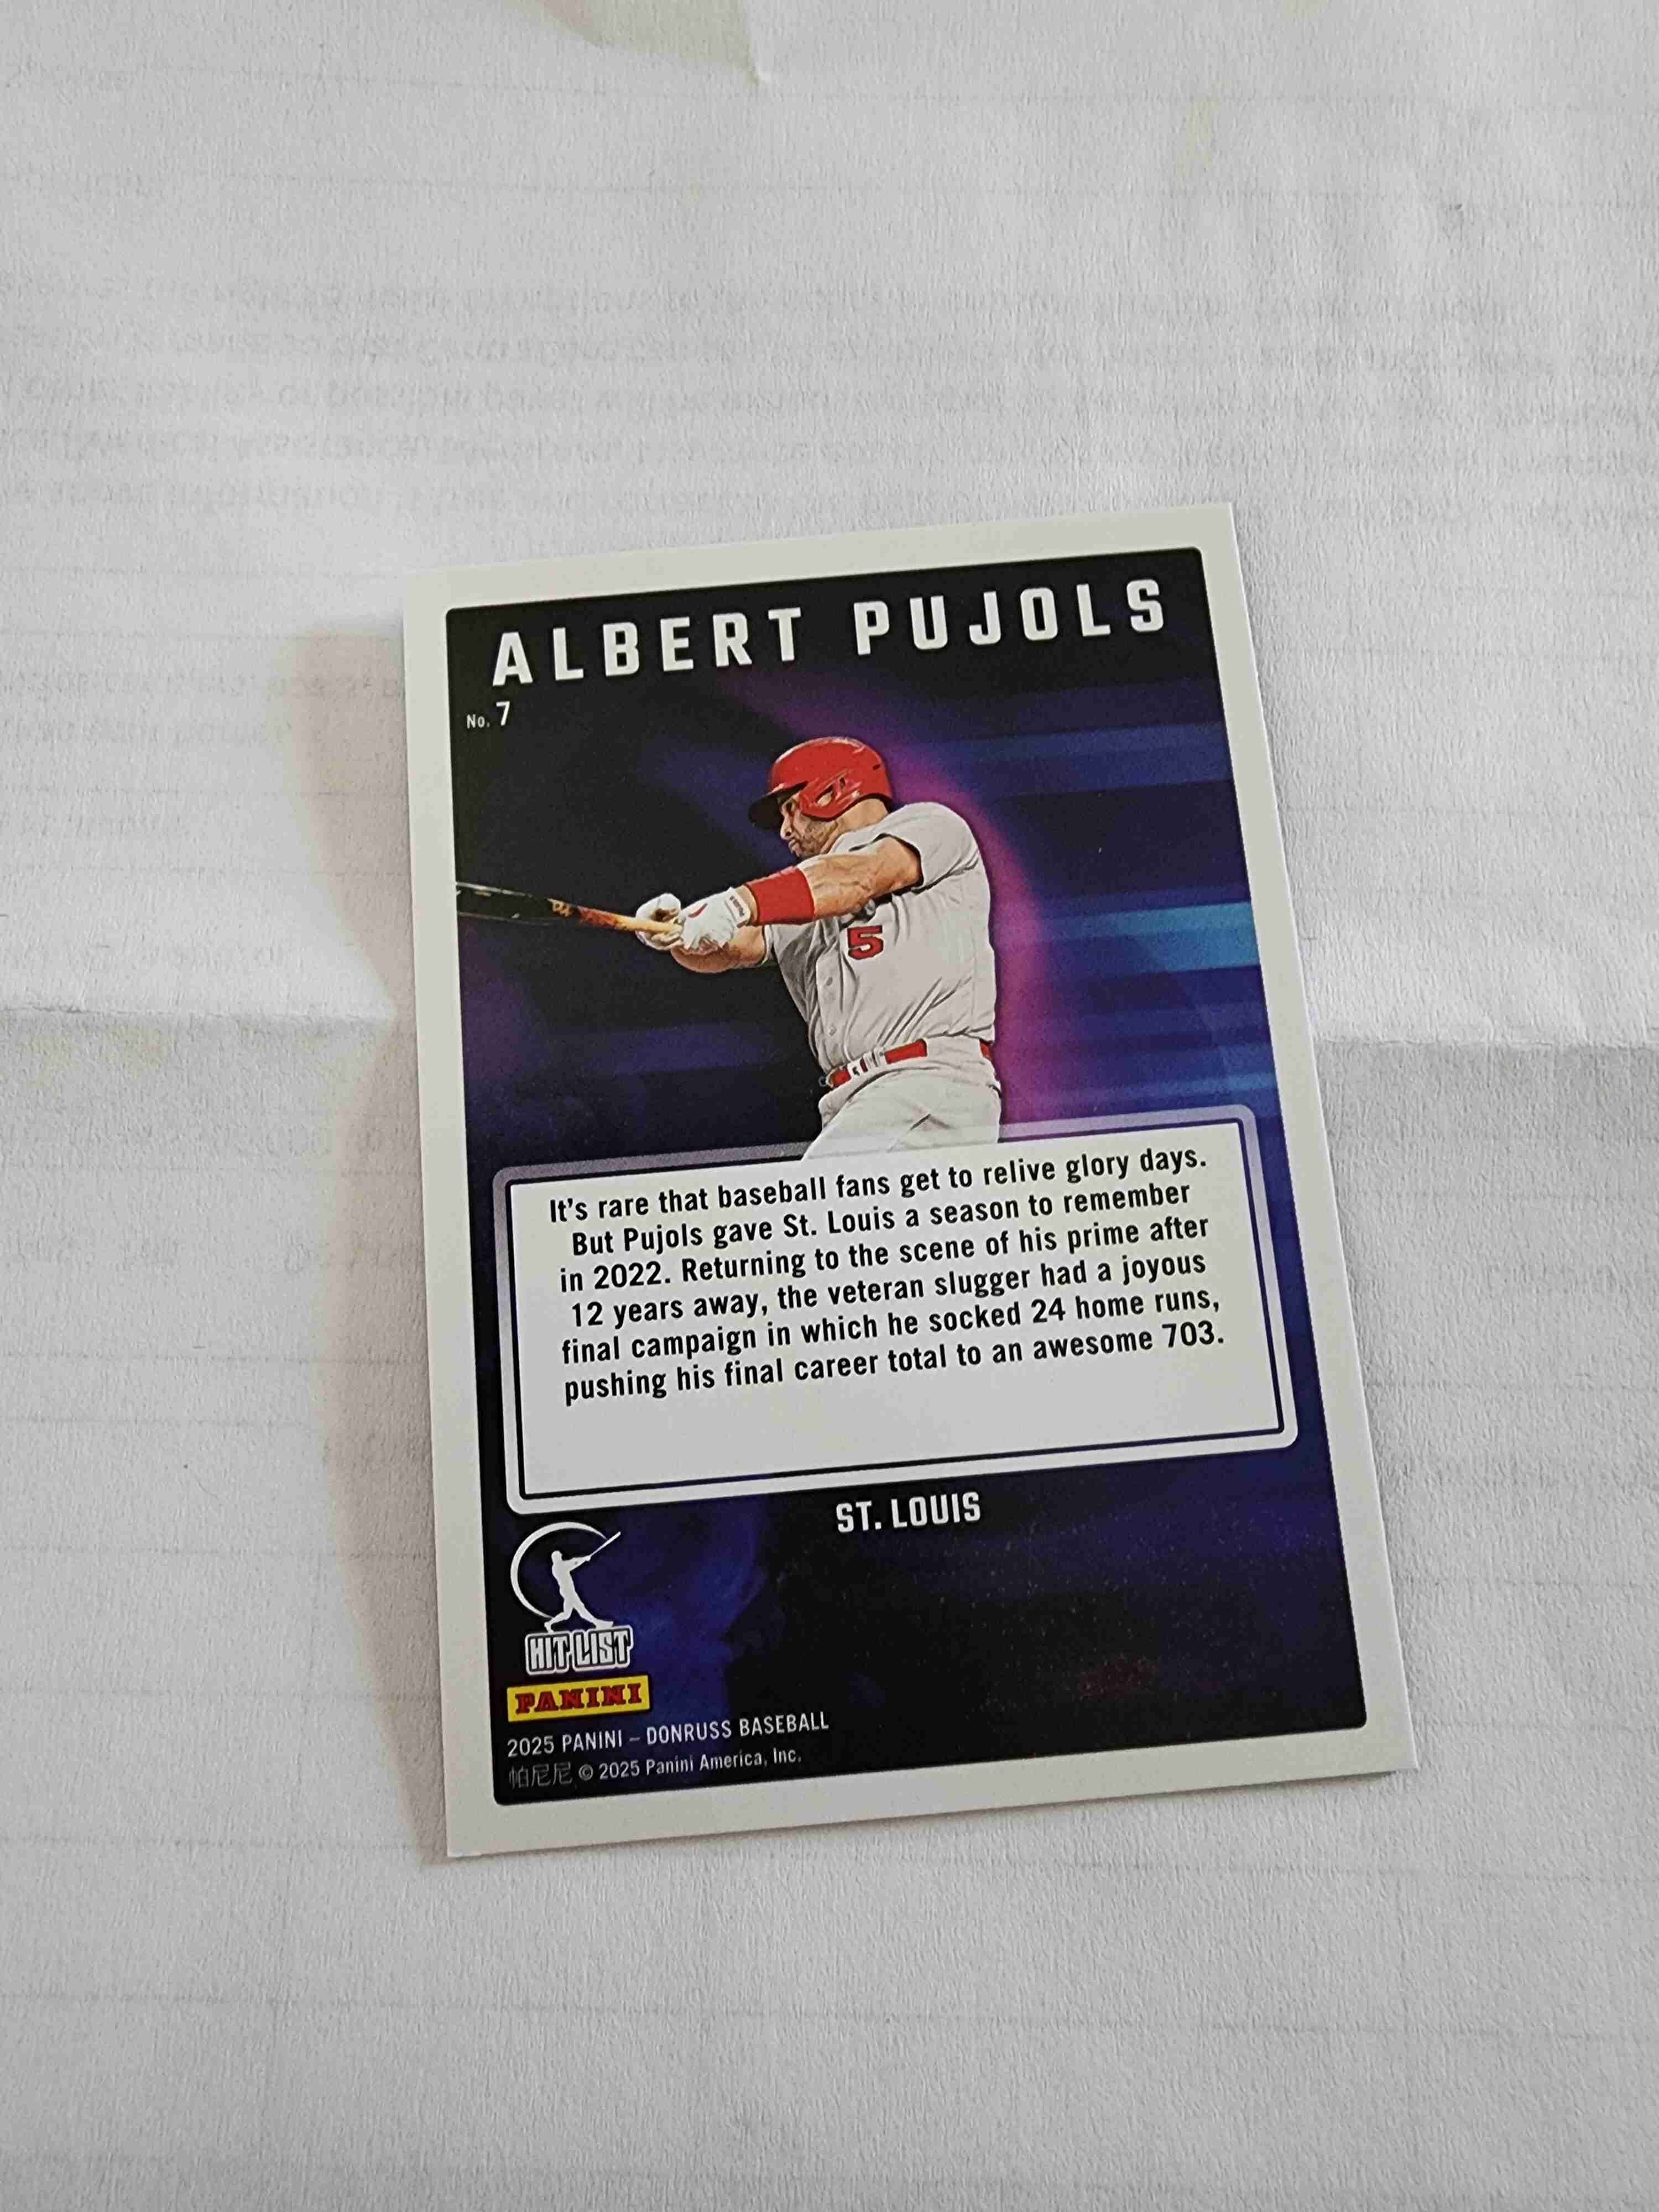 ALBERT PUJOLS
No. 7
5
It's rare that baseball fans get to relive glory days.
But Pujols gave St. Louis a season to remember
in 2022. Returning to the scene of his prime after
12 years away, the veteran slugger had a joyous
final campaign in which he socked 24 home runs,
pushing his final career total to an awesome 703.
ST. LOUIS
HIT LIST
PANINI
2025 PANINI – DONRUSS BASEBALL
帕尼尼 © 2025 Panini America, Inc.